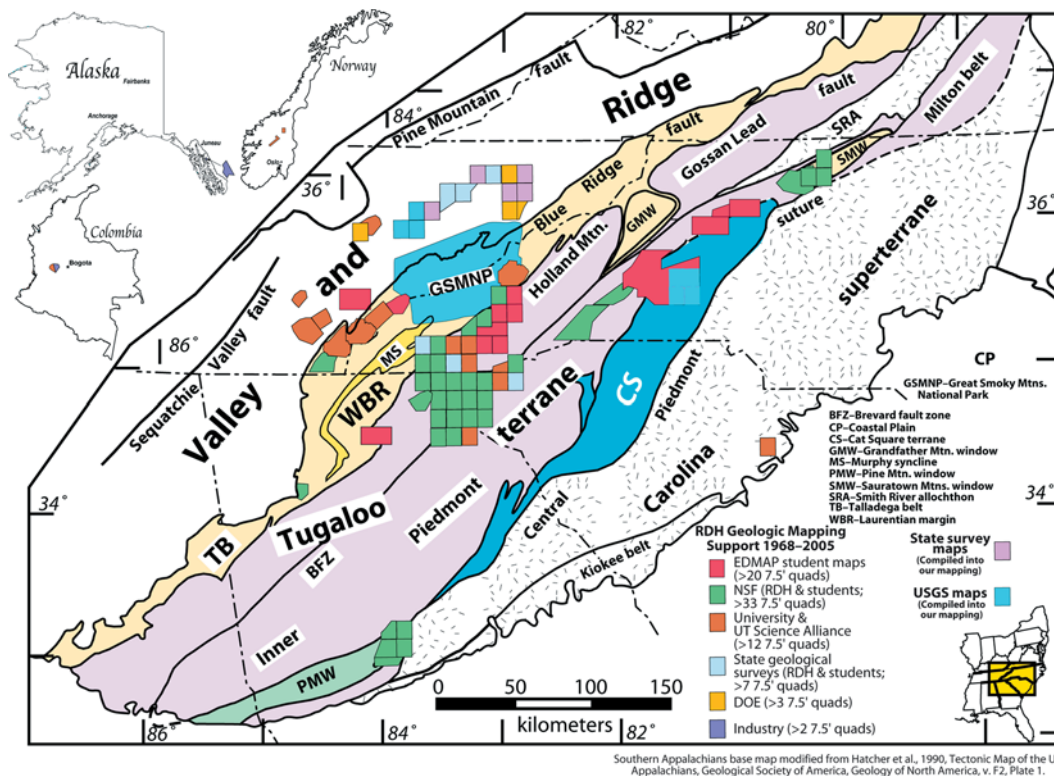 Alaska
Fairbanks
Anchorage
Juneau
Norway
Oslo
Colombia
Bogota
82
80
84
36°
86
34°
Pine Mountain fault
Ridge
and
Valley
Sequatchie Valley fault
Blue Ridge fault
Gossan Lead fault
SRA
Milton belt
SMW
suture
36°
GMW
Holland Mtn.
GSMNP
MS
WBR
terrane
CS
Piedmont
Central
superterrane
Carolina
Kiokee belt
CP
TB
Tugaloo
Piedmont
BFZ
Inner
PMW
34°
86°
84°
82°
GSMNP–Great Smoky Mtns.
National Park
BFZ–Brevard fault zone
CP–Coastal Plain
CS–Cat Square terrane
GMW–Grandfather Mtn. window
MS–Murphy syncline
PMW–Pine Mtn. window
SMW–Sauratown Mtns. window
SRA–Smith River allochthon
TB–Talladega belt
WBR–Laurentian margin
RDH Geologic Mapping
Support 1968–2005
EDMAP student maps
(>20 7.5' quads)
NSF (RDH & students;
>33 7.5' quads)
University &
UT Science Alliance
(>12 7.5' quads)
State geological
surveys (RDH & students;
>7 7.5' quads)
DOE (>3 7.5' quads)
Industry (>2 7.5' quads)
State survey
maps
(Compiled into
our mapping)
USGS maps
(Compiled into
our mapping)
0 50 100 150
kilometers
Southern Appalachians base map modified from Hatcher et al., 1990, Tectonic Map of the U
Appalachians, Geological Society of America, Geology of North America, v. F2, Plate 1.